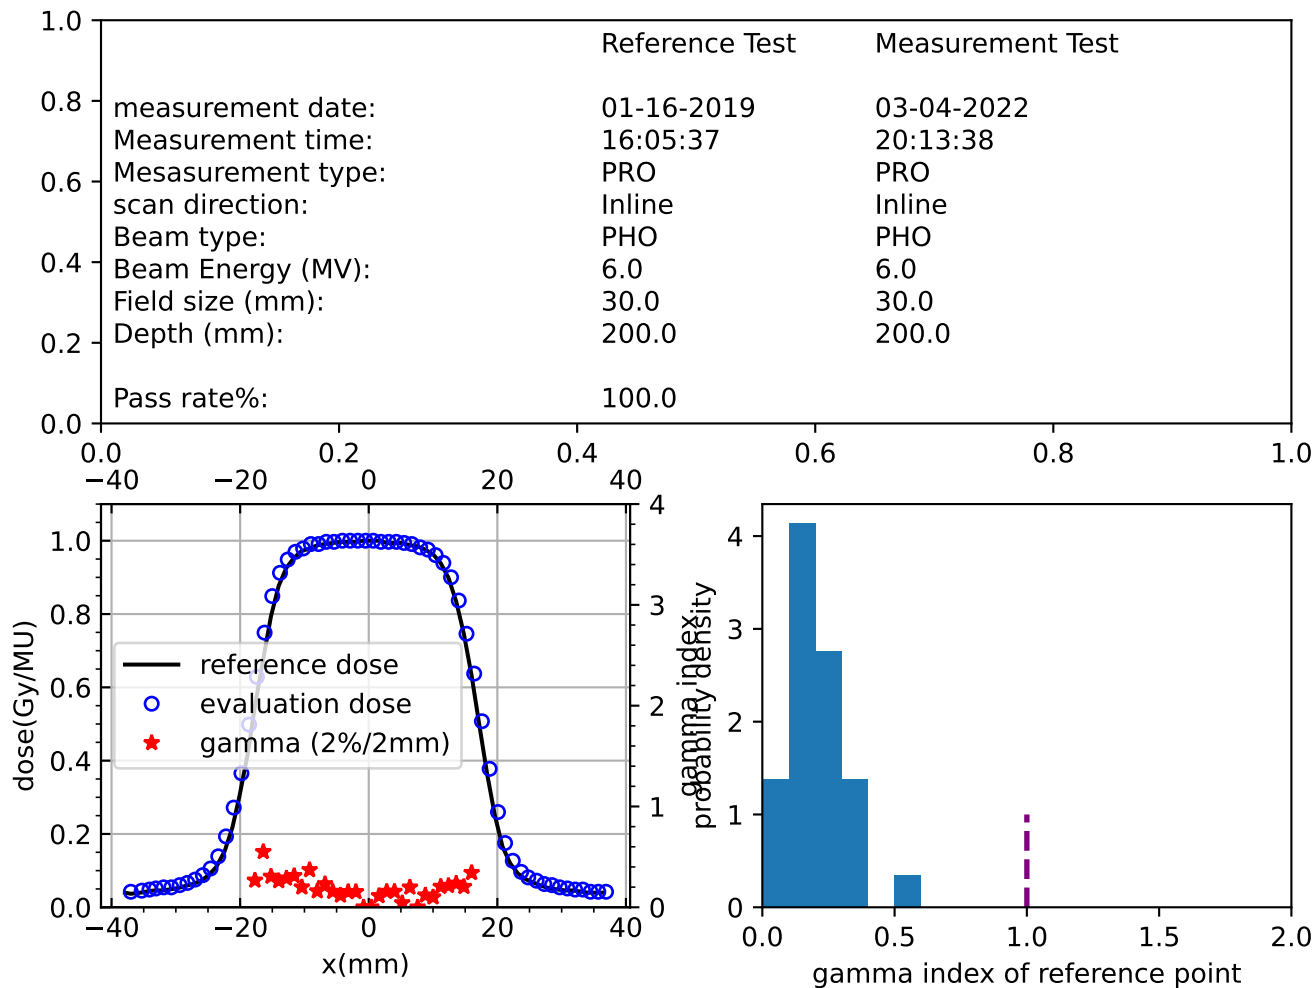 1.0
Reference Test Measurement Test
0.8
measurement date: 01-16-2019 03-04-2022
Measurement time: 16:05:37 20:13:38
0.6
Mesasurement type: PRO PRO
scan direction: Inline Inline
Beam type: PHO PHO
0.4
Beam Energy (MV): 6.0 6.0
Field size (mm): 30.0 30.0
0.2
Depth (mm): 200.0 200.0
Pass rate%: 100.0
0.0
0.0 0.2 0.4 0.6 0.8 1.0
−40 −20 0 20 40
dose(Gy/MU)
1.0
0.8
0.6
0.4
0.2
0.0
reference dose
evaluation dose
gamma (2%/2mm)
4
3
2
1
0
gamma index
−40 −20 0 20 40
x(mm)
probability density
4
3
2
1
0
0.0 0.5 1.0 1.5 2.0
gamma index of reference point